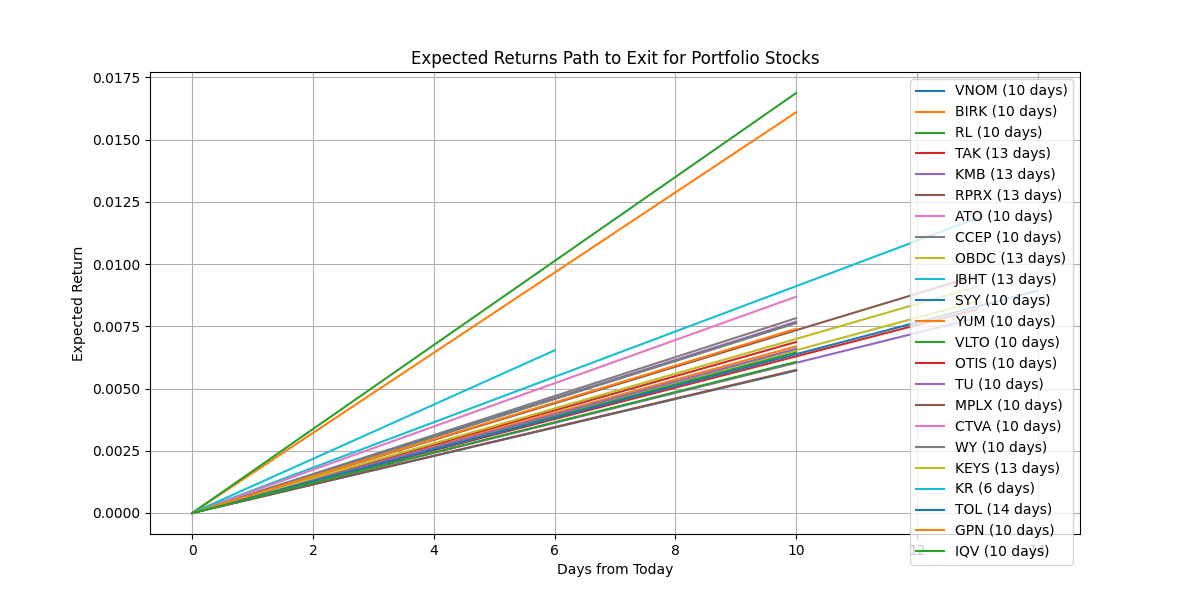 Expected Returns Path to Exit for Portfolio Stocks
Expected Return
0.0175
0.0150
0.0125
0.0100
0.0075
0.0050
0.0025
0.0000
0
2
4
6
8
10
12
Days from Today
VNOM (10 days)
BIRK (10 days)
RL (10 days)
TAK (13 days)
KMB (13 days)
RPRX (13 days)
ATO (10 days)
CCEP (10 days)
OBDC (13 days)
JBHT (13 days)
SYY (10 days)
YUM (10 days)
VLTO (10 days)
OTIS (10 days)
TU (10 days)
MPLX (10 days)
CTVA (10 days)
WY (10 days)
KEYS (13 days)
KR (6 days)
TOL (14 days)
GPN (10 days)
IQV (10 days)